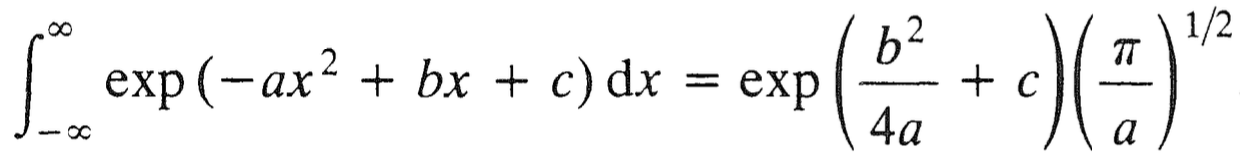 ∫_{-∞}^{∞} exp(-ax² + bx + c) dx = exp(b²/4a + c)(π/a)^{1/2}